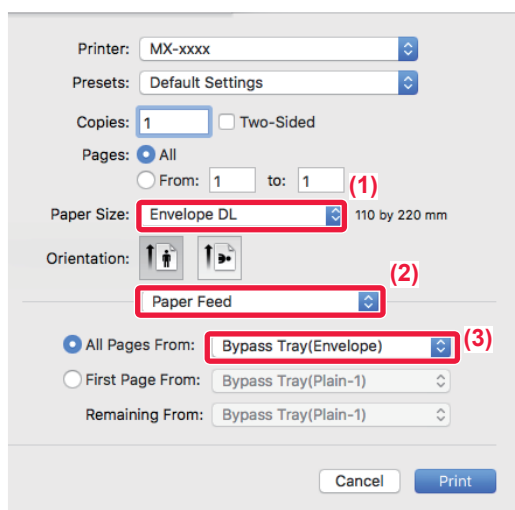 Printer: MX-xxxx
Presets: Default Settings
Copies: 1 Two-Sided
Pages: All
From: 1 to: 1
(1)
Paper Size: Envelope DL 110 by 220 mm
Orientation:
(2)
Paper Feed
All Pages From: Bypass Tray(Envelope) (3)
First Page From: Bypass Tray(Plain-1)
Remaining From: Bypass Tray(Plain-1)
Cancel Print